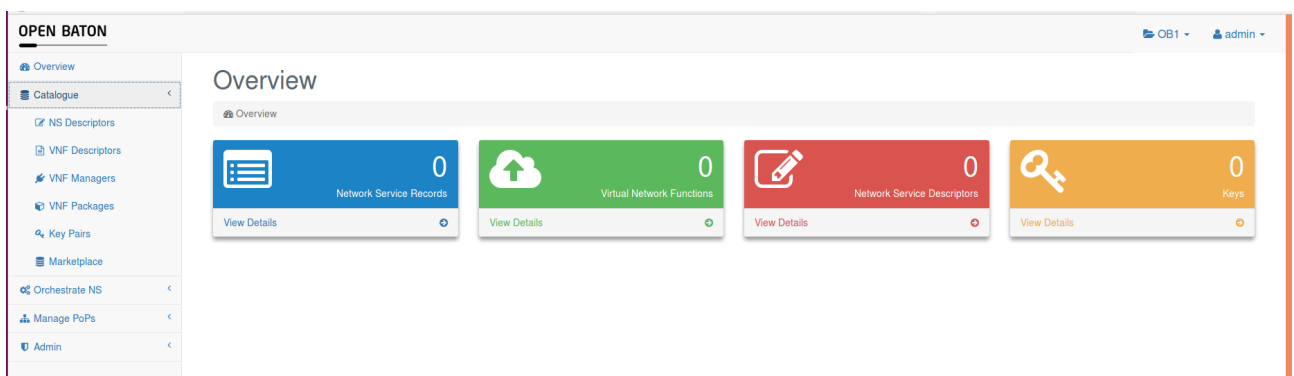 OPEN BATON
OB1
admin
Overview
Catalogue
NS Descriptors
VNF Descriptors
VNF Managers
VNF Packages
Key Pairs
Marketplace
Orchestrate NS
Manage PoPs
Admin
Overview
Overview
0
Network Service Records
View Details
0
Virtual Network Functions
View Details
0
Network Service Descriptors
View Details
0
Keys
View Details